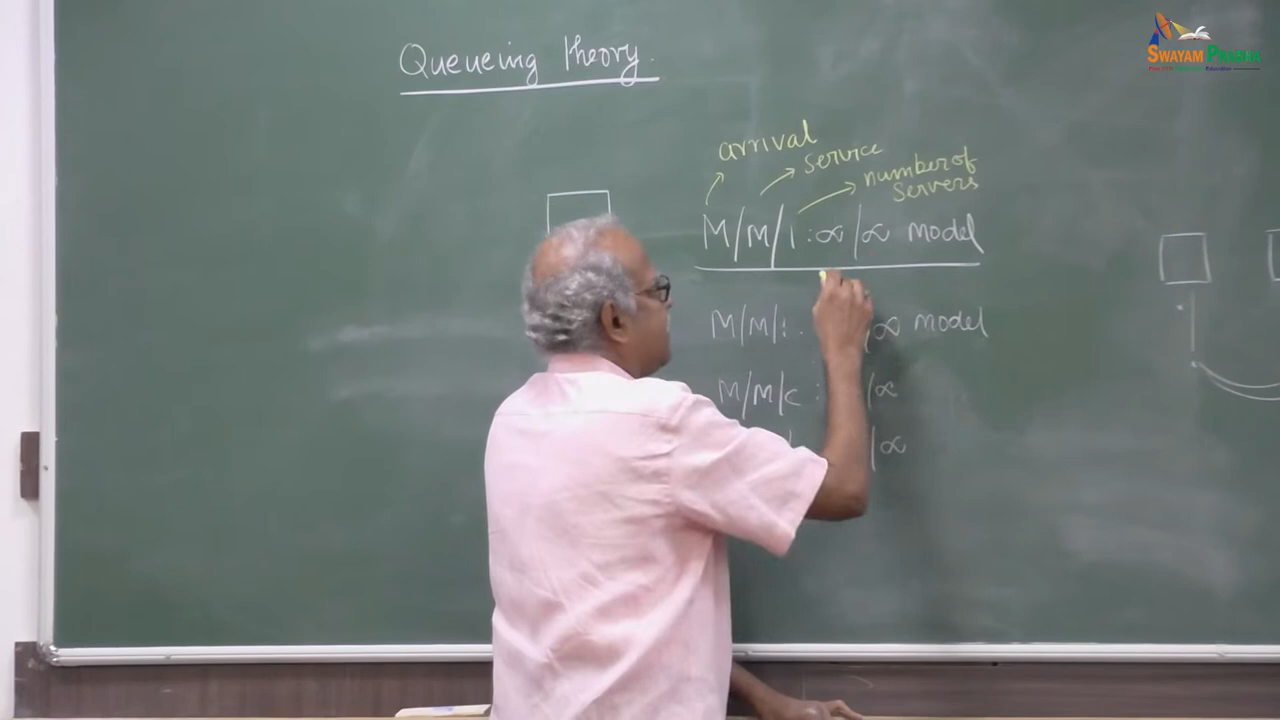 SWAYAM PRABHA
Queueing theory.
arrival
service
number of
servers
M/M/1:∝/∝ model
M/M/1: /∝ model
M/M/c : /∝
/∝